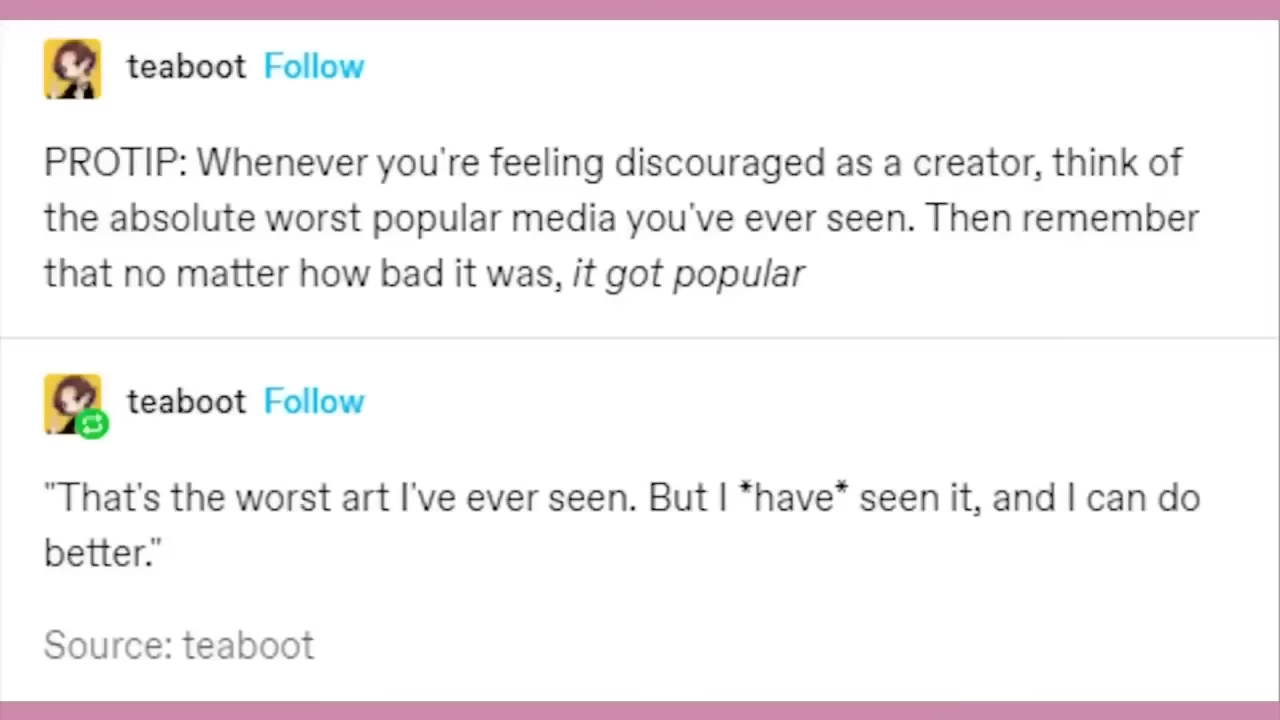 teaboot Follow
PROTIP: Whenever you're feeling discouraged as a creator, think of
the absolute worst popular media you've ever seen. Then remember
that no matter how bad it was, it got popular
teaboot Follow
"That's the worst art I've ever seen. But I *have* seen it, and I can do
better."
Source: teaboot